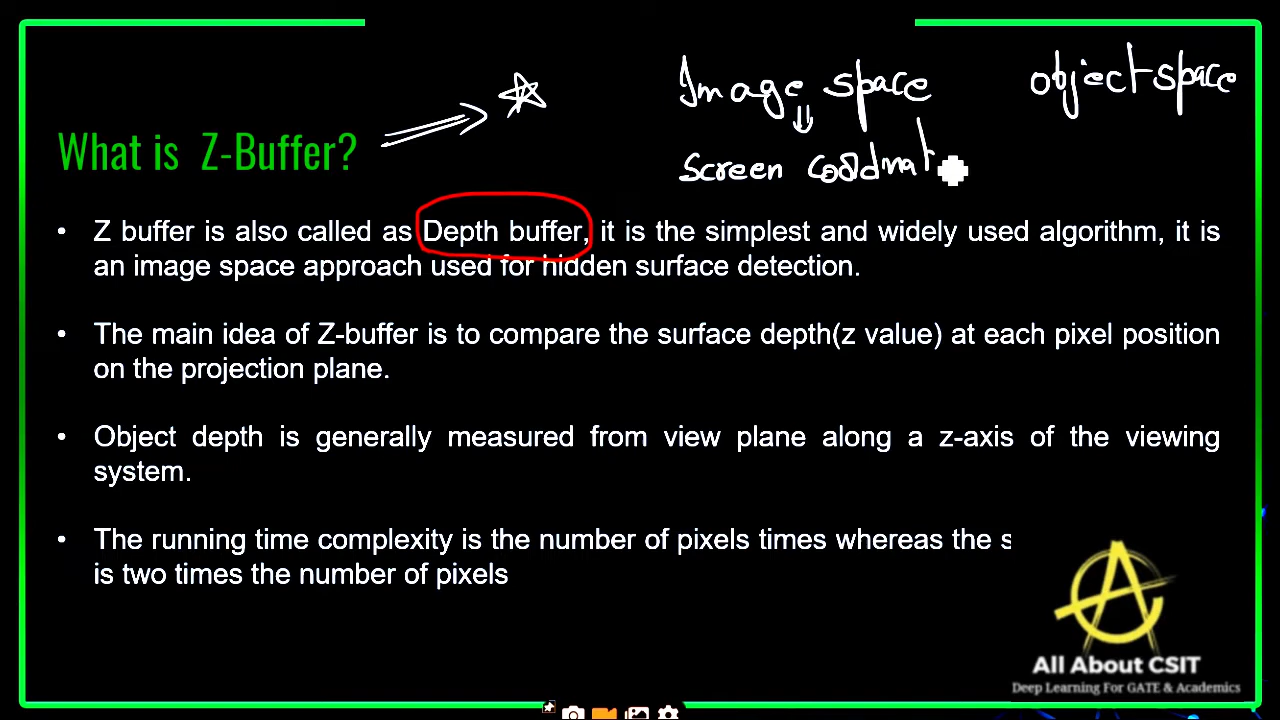 Image space
object space
What is Z-Buffer?
screen
• Z buffer is also called as Depth buffer, it is the simplest and widely used algorithm, it is
an image space approach used for hidden surface detection.
• The main idea of Z-buffer is to compare the surface depth(z value) at each pixel position
on the projection plane.
• Object depth is generally measured from view plane along a z-axis of the viewing
system.
• The running time complexity is the number of pixels times whereas the s
is two times the number of pixels
All About CSIT
Deep Learning For GATE & Academics